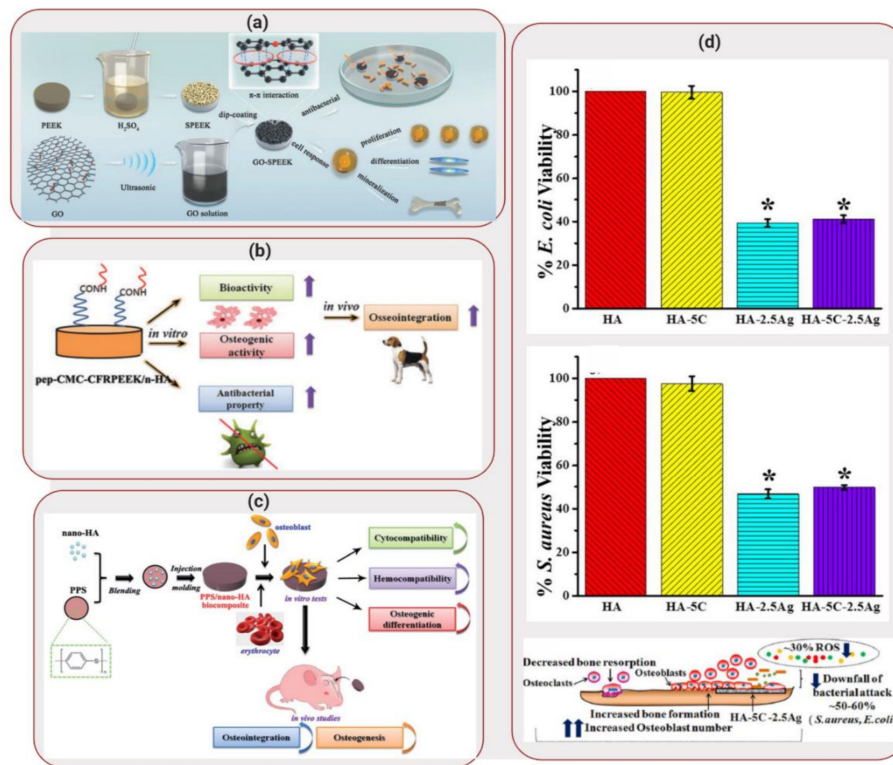 (a)
PEEK
H₂SO₄
SPEEK
π-π interaction
dip-coating
antibacterial
GO
Ultrasonic
GO solution
GO-SPEEK
cell response
proliferation
differentiation
mineralization
(b)
CONH
CONH
in vitro
pep-CMC-CFRPEEK/n-HA
Bioactivity
Osteogenic
activity
Antibacterial
property
in vivo
Osseointegration
(c)
nano-HA
PPS
Blending
Injection
molding
PPS/nano-HA
biocomposite
osteoblast
erythrocyte
in vitro tests
Cytocompatibility
Hemocompatibility
Osteogenic
differentiation
in vivo studies
Osteointegration
Osteogenesis
S
n
(d)
% E. coli Viability
100
80
60
40
20
0
*
*
HA HA-5C HA-2.5Ag HA-5C-2.5Ag
% S. aureus Viability
100
80
60
40
20
0
*
*
HA HA-5C HA-2.5Ag HA-5C-2.5Ag
~30% ROS
Decreased bone resorption
Osteoclasts
Osteoblasts
Downfall of
bacterial attack
~50-60%
(S.aureus, E.coli
Increased bone formation
HA-5C-2.5Ag
Increased Osteoblast number